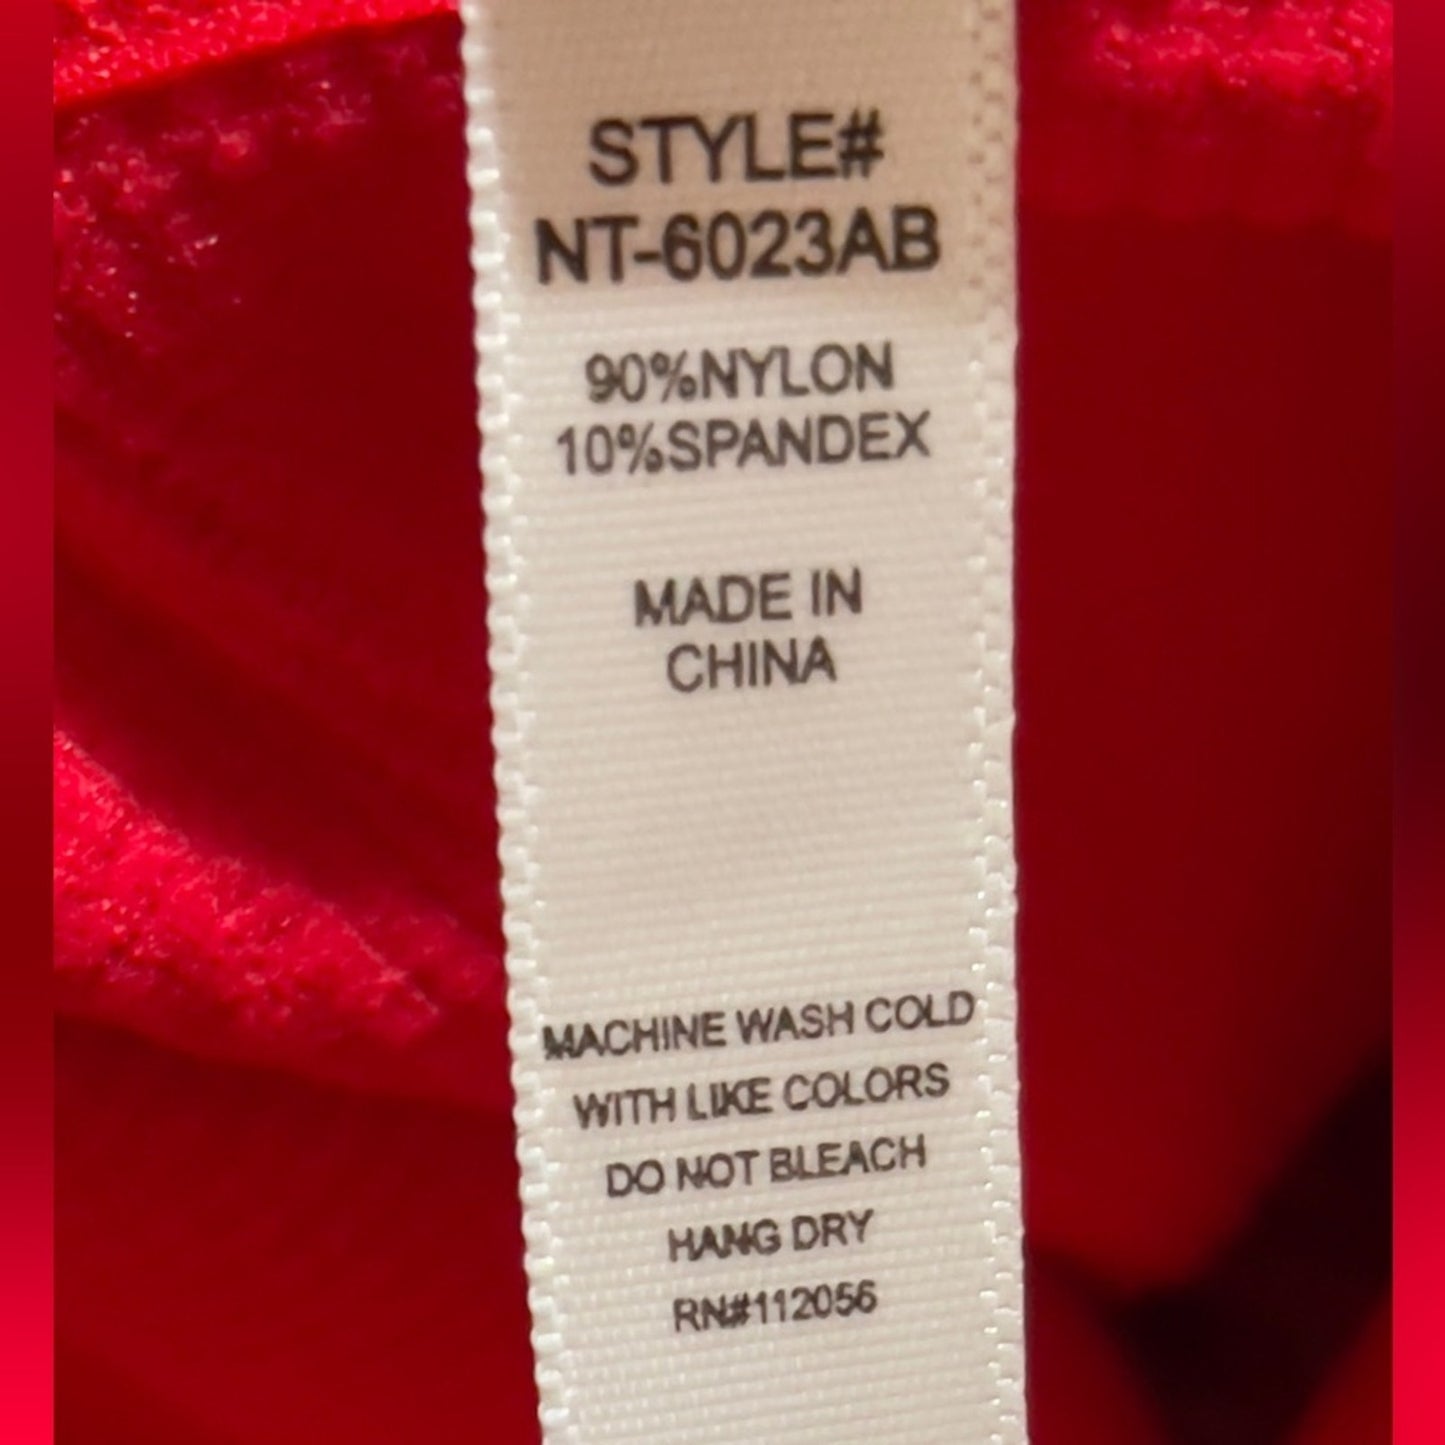 STYLE#
NT-6023AB
90%NYLON
10%SPANDEX
MADE IN
CHINA
MACHINE WASH COLD
WITH LIKE COLORS
DO NOT BLEACH
HANG DRY
RN#112056